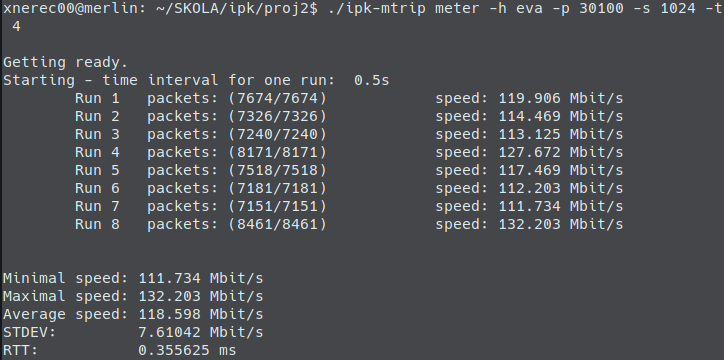 xnerec00@merlin: ~/SKOLA/ipk/proj2$ ./ipk-mtrip meter -h eva -p 30100 -s 1024 -t
4
Getting ready.
Starting - time interval for one run:  0.5s
Run 1   packets: (7674/7674)            speed: 119.906 Mbit/s
Run 2   packets: (7326/7326)            speed: 114.469 Mbit/s
Run 3   packets: (7240/7240)            speed: 113.125 Mbit/s
Run 4   packets: (8171/8171)            speed: 127.672 Mbit/s
Run 5   packets: (7518/7518)            speed: 117.469 Mbit/s
Run 6   packets: (7181/7181)            speed: 112.203 Mbit/s
Run 7   packets: (7151/7151)            speed: 111.734 Mbit/s
Run 8   packets: (8461/8461)            speed: 132.203 Mbit/s
Minimal speed: 111.734 Mbit/s
Maximal speed: 132.203 Mbit/s
Average speed: 118.598 Mbit/s
STDEV:         7.61042 Mbit/s
RTT:           0.355625 ms